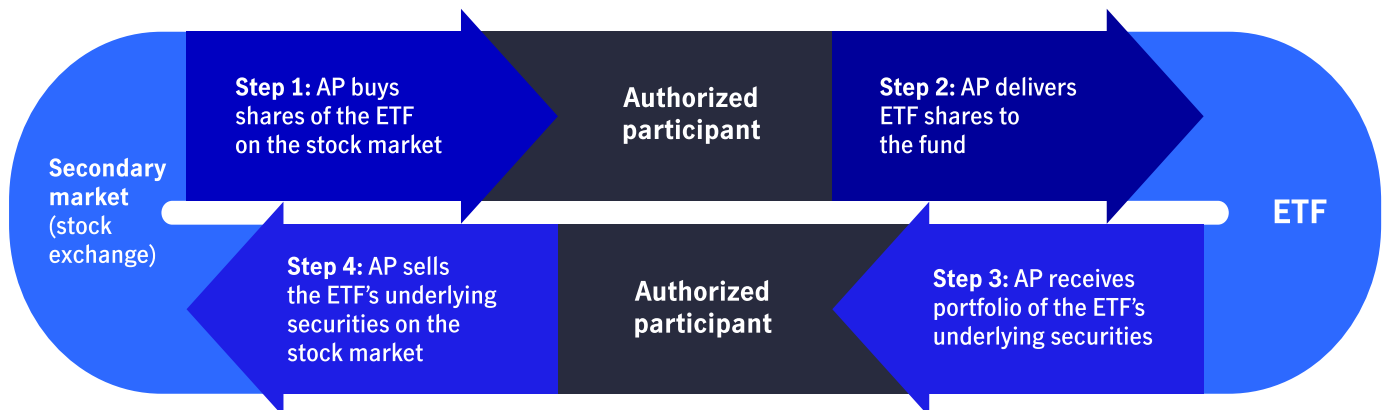 Step 1: AP buys
shares of the ETF
on the stock market
Authorized
participant
Step 2: AP delivers
ETF shares to
the fund
Secondary
market
(stock
exchange)
ETF
Step 4: AP sells
the ETF’s underlying
securities on the
stock market
Authorized
participant
Step 3: AP receives
portfolio of the ETF’s
underlying securities